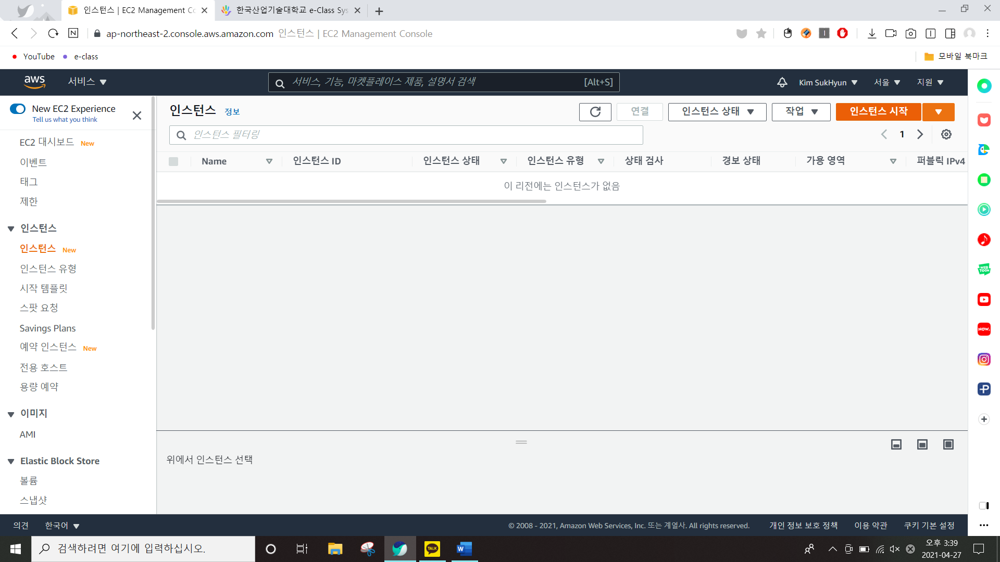 인스턴스 | EC2 Management Co
한국산업기술대학교 e-Class Sys
N
ap-northeast-2.console.aws.amazon.com 인스턴스 | EC2 Management Console
YouTube
e-class
모바일 북마크
aws
서비스
서비스, 기능, 마켓플레이스 제품, 설명서 검색
[Alt+S]
Kim SukHyun
서울
지원
New EC2 Experience
Tell us what you think
EC2 대시보드 New
이벤트
태그
제한
인스턴스
인스턴스 New
인스턴스 유형
시작 템플릿
스팟 요청
Savings Plans
예약 인스턴스 New
전용 호스트
용량 예약
이미지
AMI
Elastic Block Store
볼륨
스냅샷
인스턴스 정보
연결
인스턴스 상태
작업
인스턴스 시작
인스턴스 필터링
1
Name
인스턴스 ID
인스턴스 상태
인스턴스 유형
상태 검사
경보 상태
가용 영역
퍼블릭 IPv4
이 리전에는 인스턴스가 없음
위에서 인스턴스 선택
WEB
TOON
NOW.
의견
한국어
© 2008 - 2021, Amazon Web Services, Inc. 또는 계열사. All rights reserved.
개인 정보 보호 정책
이용 약관
쿠키 기본 설정
검색하려면 여기에 입력하십시오.
TALK
W
오후 3:39
2021-04-27